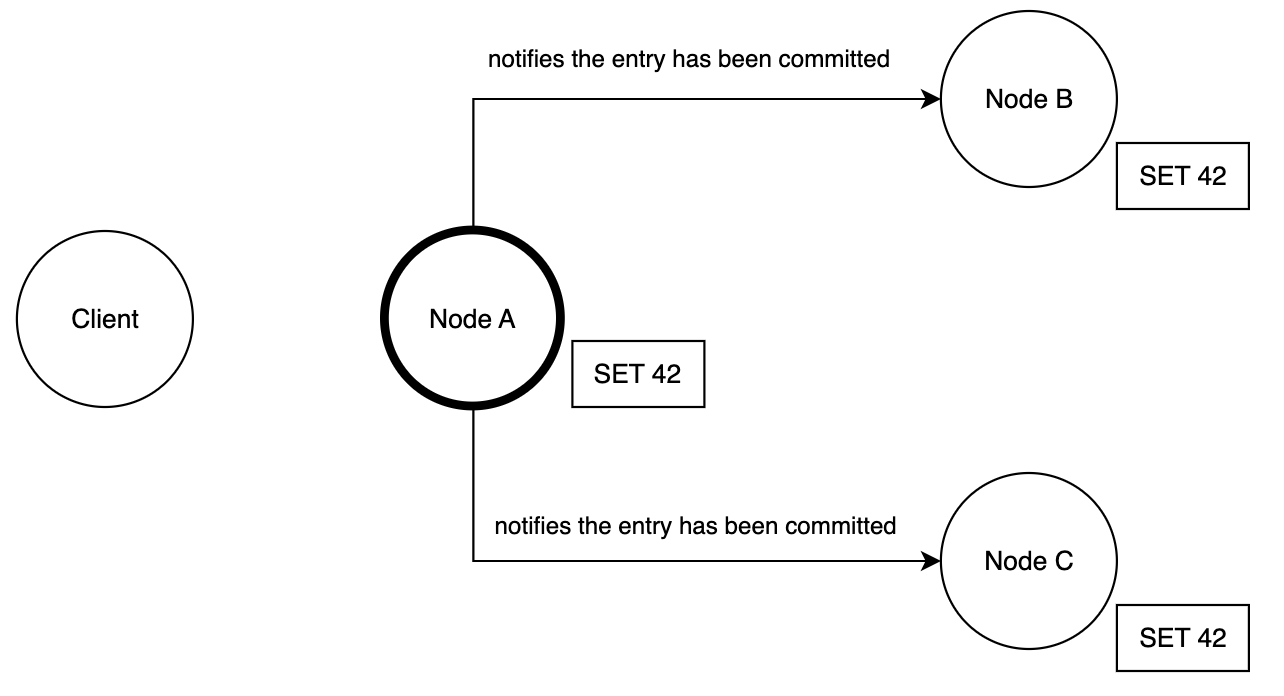 notifies the entry has been committed
Node B
SET 42
Client
Node A
SET 42
notifies the entry has been committed
Node C
SET 42